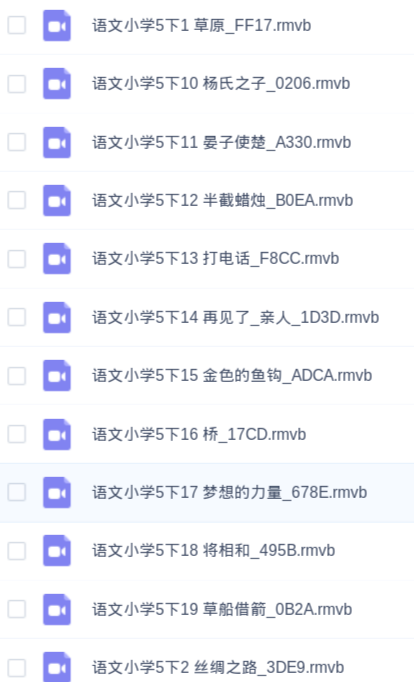 语文小学5下1 草原_FF17.rmvb
语文小学5下10 杨氏之子_0206.rmvb
语文小学5下11 晏子使楚_A330.rmvb
语文小学5下12 半截蜡烛_B0EA.rmvb
语文小学5下13 打电话_F8CC.rmvb
语文小学5下14 再见了_亲人_1D3D.rmvb
语文小学5下15 金色的鱼钩_ADCA.rmvb
语文小学5下16 桥_17CD.rmvb
语文小学5下17 梦想的力量_678E.rmvb
语文小学5下18 将相和_495B.rmvb
语文小学5下19 草船借箭_0B2A.rmvb
语文小学5下2 丝绸之路_3DE9.rmvb